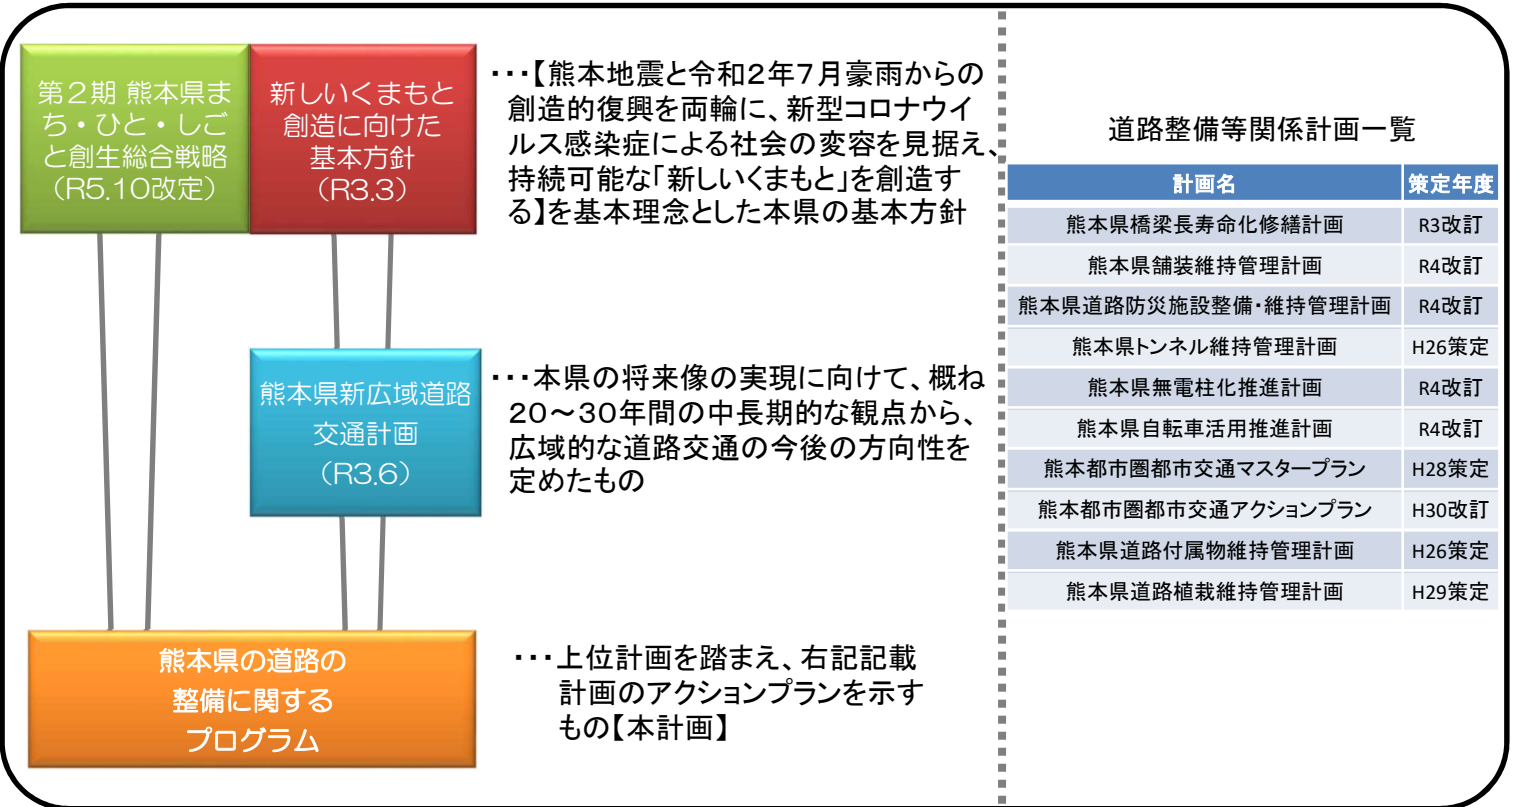 第2期 熊本県ま
ち・ひと・しご
と創生総合戦略
（R5.10改定）
新しいくまもと
創造に向けた
基本方針
（R3.3）
・・・【熊本地震と令和２年７月豪雨からの
創造的復興を両輪に、新型コロナウイ
ルス感染症による社会の変容を見据え、
持続可能な「新しいくまもと」を創造す
る】を基本理念とした本県の基本方針
熊本県新広域道路
交通計画
（R3.6）
・・・本県の将来像の実現に向けて、概ね
２０～３０年間の中長期的な観点から、
広域的な道路交通の今後の方向性を
定めたもの
熊本県の道路の
整備に関する
プログラム
・・・上位計画を踏まえ、右記記載
計画のアクションプランを示す
もの【本計画】
道路整備等関係計画一覧
計画名 策定年度
熊本県橋梁長寿命化修繕計画 R3改訂
熊本県舗装維持管理計画 R4改訂
熊本県道路防災施設整備・維持管理計画 R4改訂
熊本県トンネル維持管理計画 H26策定
熊本県無電柱化推進計画 R4改訂
熊本県自転車活用推進計画 R4改訂
熊本都市圏都市交通マスタープラン H28策定
熊本都市圏都市交通アクションプラン H30改訂
熊本県道路付属物維持管理計画 H26策定
熊本県道路植栽維持管理計画 H29策定